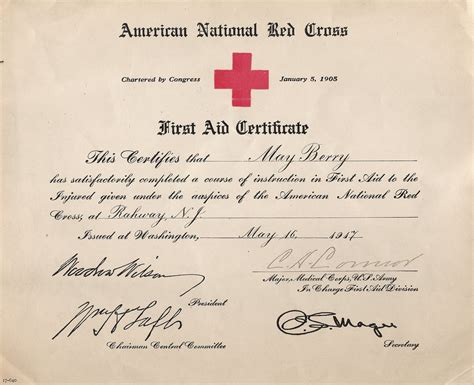 American National Red Cross
Chartered by Congress January 5, 1905
First Aid Certificate
This Certifies that May Berry
has satisfactorily completed a course of instruction in First Aid to the
Injured given under the auspices of the American National Red
Cross, at Rahway, N.J.
Issued at Washington, May 16, 1917
Woodrow Wilson
President
Wm H Taft
Chairman Central Committee
C. A. Connor
Major, Medical Corps, U.S. Army
In Charge First Aid Division
Secretary
17-640